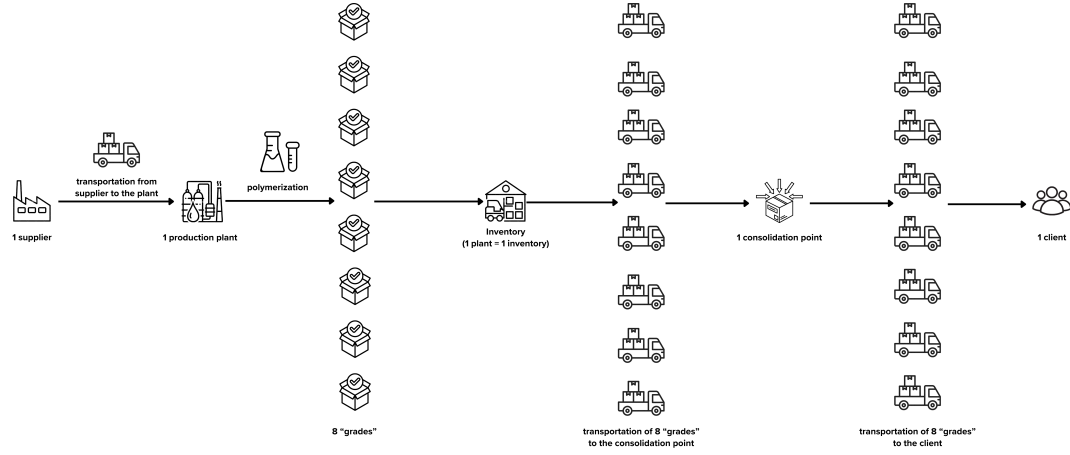 transportation from
supplier to the plant
polymerization
1 supplier
1 production plant
Inventory
(1 plant = 1 inventory)
1 consolidation point
1 client
8 “grades”
transportation of 8 “grades”
to the consolidation point
transportation of 8 “grades”
to the client